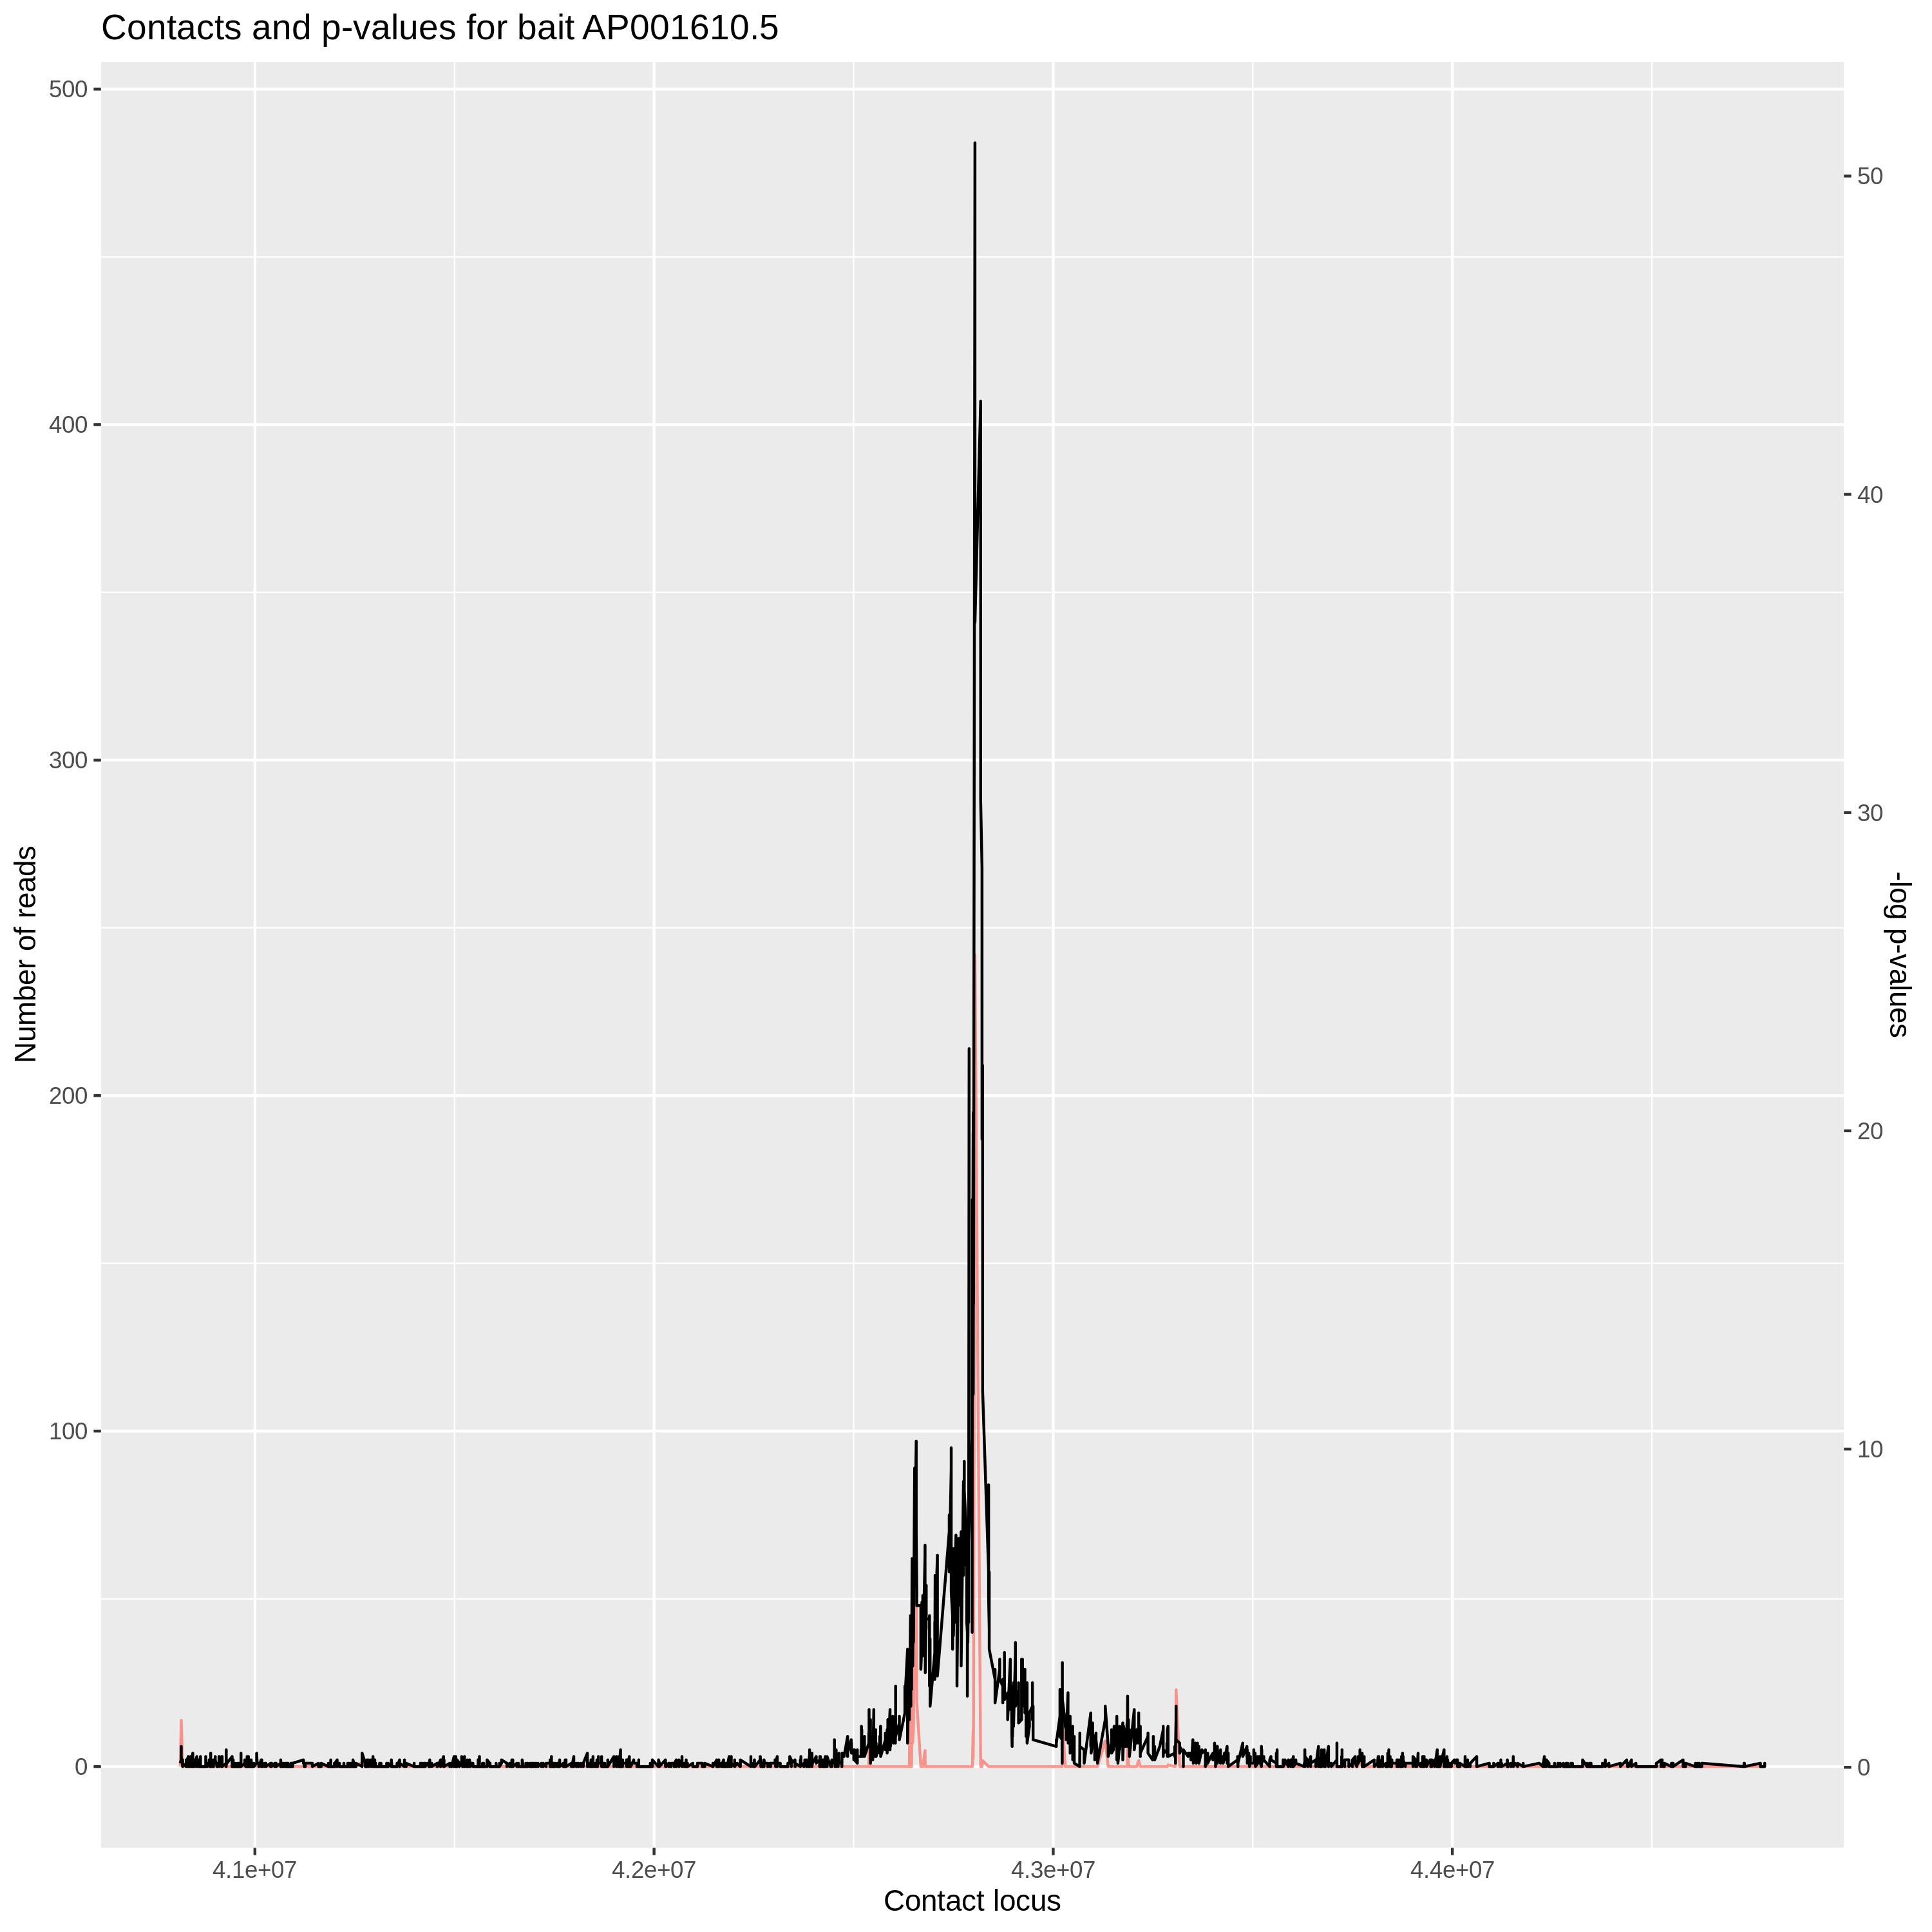 Contacts and p-values for bait AP001610.5
500
400
300
200
100
0
Number of reads
50
40
30
20
10
0
-log p-values
4.1e+07 4.2e+07 4.3e+07 4.4e+07
Contact locus